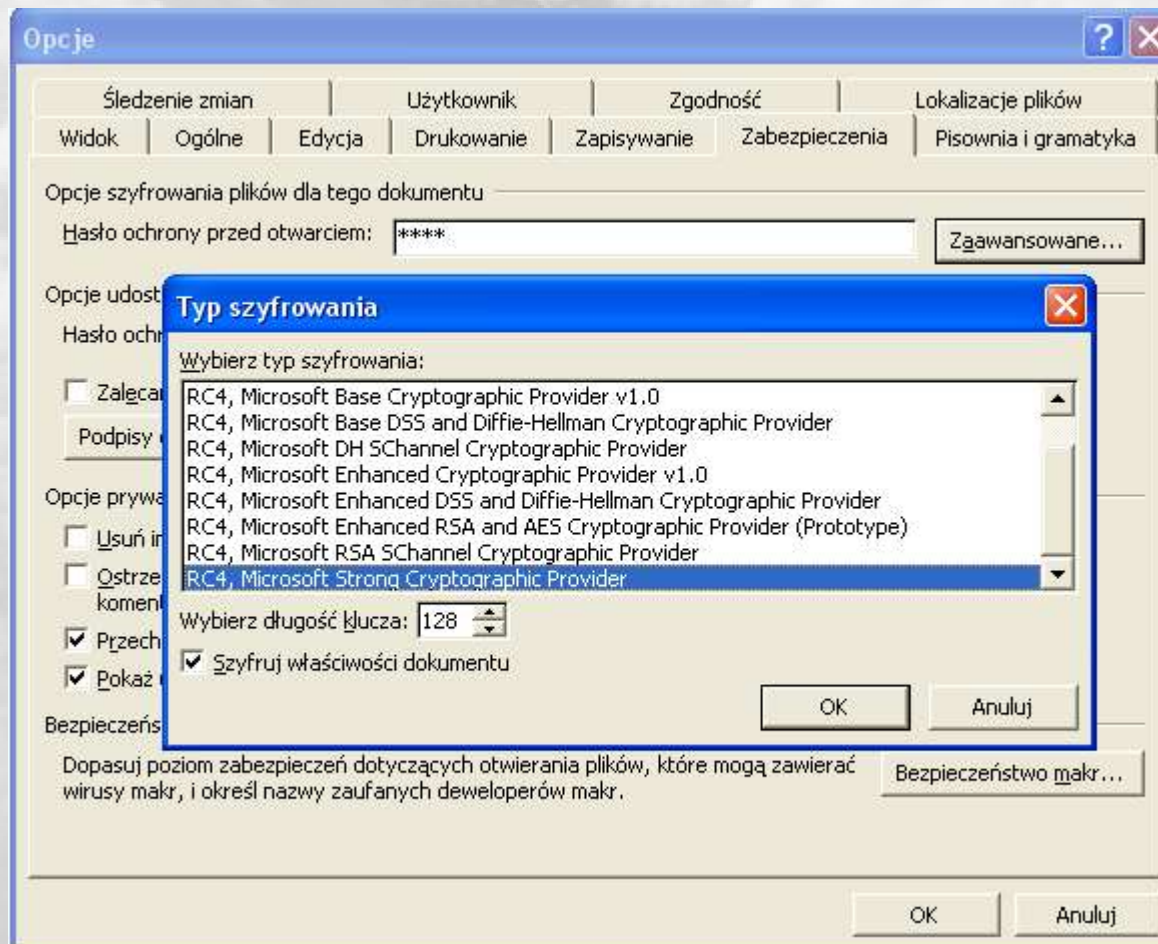 Opcje
Śledzenie zmian Użytkownik Zgodność Lokalizacje plików
Widok Ogólne Edycja Drukowanie Zapisywanie Zabezpieczenia Pisownia i gramatyka
Opcje szyfrowania plików dla tego dokumentu
Hasło ochrony przed otwarciem: **** Zaawansowane...
Opcje udost
Hasło ochr
Zalecar
Podpisy
Opcje prywa
Usuń in
Ostrze
koment
Przech
Pokaż
Bezpieczeńs
Typ szyfrowania
Wybierz typ szyfrowania:
RC4, Microsoft Base Cryptographic Provider v1.0
RC4, Microsoft Base DSS and Diffie-Hellman Cryptographic Provider
RC4, Microsoft DH SChannel Cryptographic Provider
RC4, Microsoft Enhanced Cryptographic Provider v1.0
RC4, Microsoft Enhanced DSS and Diffie-Hellman Cryptographic Provider
RC4, Microsoft Enhanced RSA and AES Cryptographic Provider (Prototype)
RC4, Microsoft RSA SChannel Cryptographic Provider
RC4, Microsoft Strong Cryptographic Provider
Wybierz długość klucza: 128
Szyfruj właściwości dokumentu
OK Anuluj
Dopasuj poziom zabezpieczeń dotyczących otwierania plików, które mogą zawierać
wirusy makr, i określ nazwy zaufanych deweloperów makr.
Bezpieczeństwo makr...
OK Anuluj